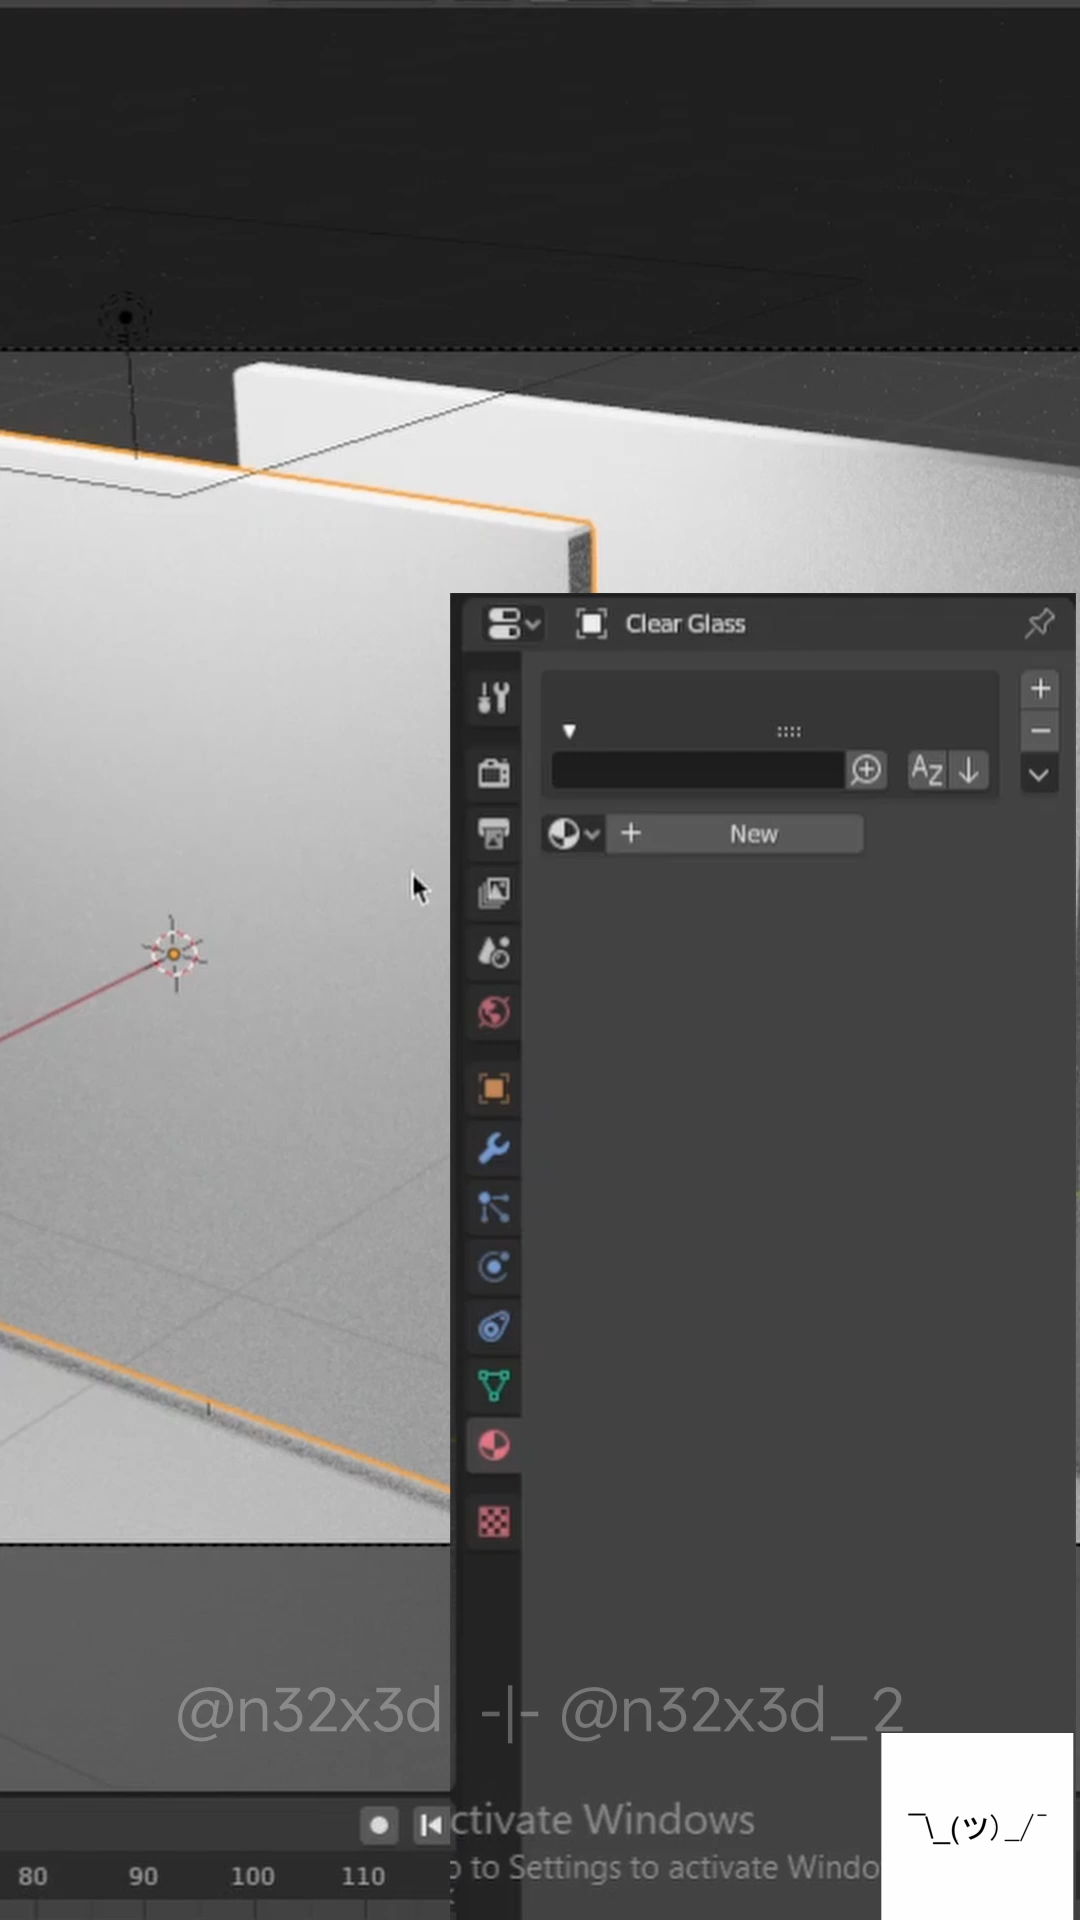 Clear Glass
New
@n32x3d -|- @n32x3d_2
ctivate Windows
o to Settings to activate Windo
¯\_(ツ)_/¯
80 90 100 110